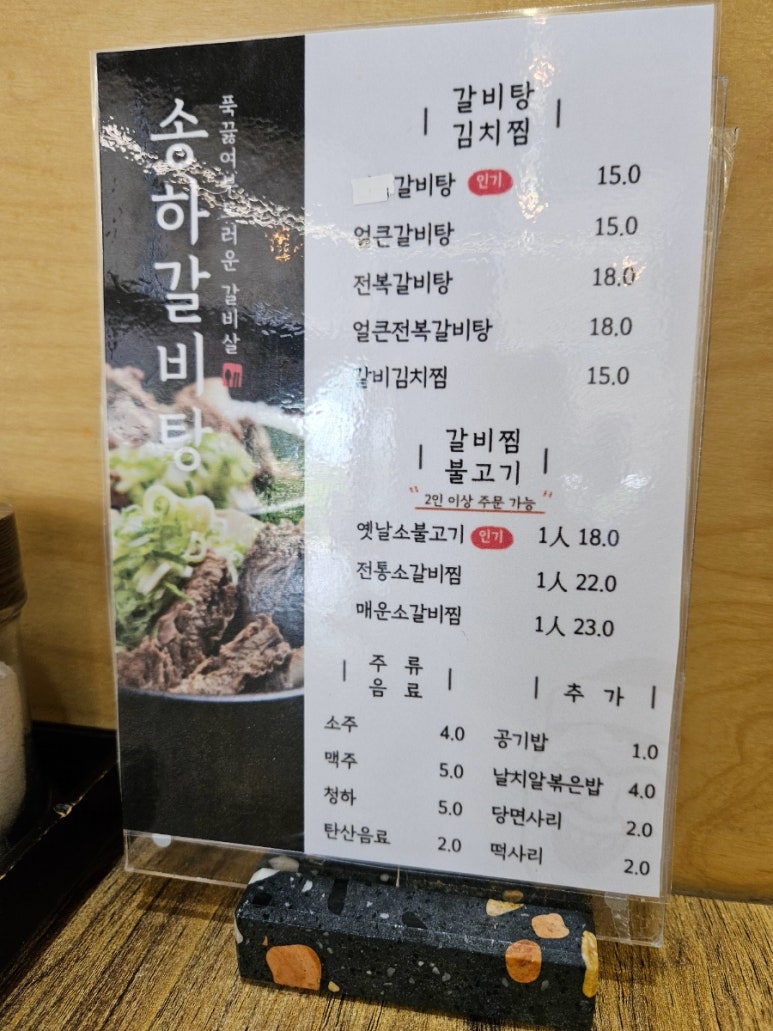 송하갈비탕
푹 끓여 부드러운 갈비살
갈비탕
김치찜
갈비탕 인기 15.0
얼큰갈비탕 15.0
전복갈비탕 18.0
얼큰전복갈비탕 18.0
갈비김치찜 15.0
갈비찜
불고기
"2인 이상 주문 가능"
옛날소불고기 인기 1人 18.0
전통소갈비찜 1人 22.0
매운소갈비찜 1人 23.0
주류
음료
소주 4.0
맥주 5.0
청하 5.0
탄산음료 2.0
추가
공기밥 1.0
날치알볶은밥 4.0
당면사리 2.0
떡사리 2.0